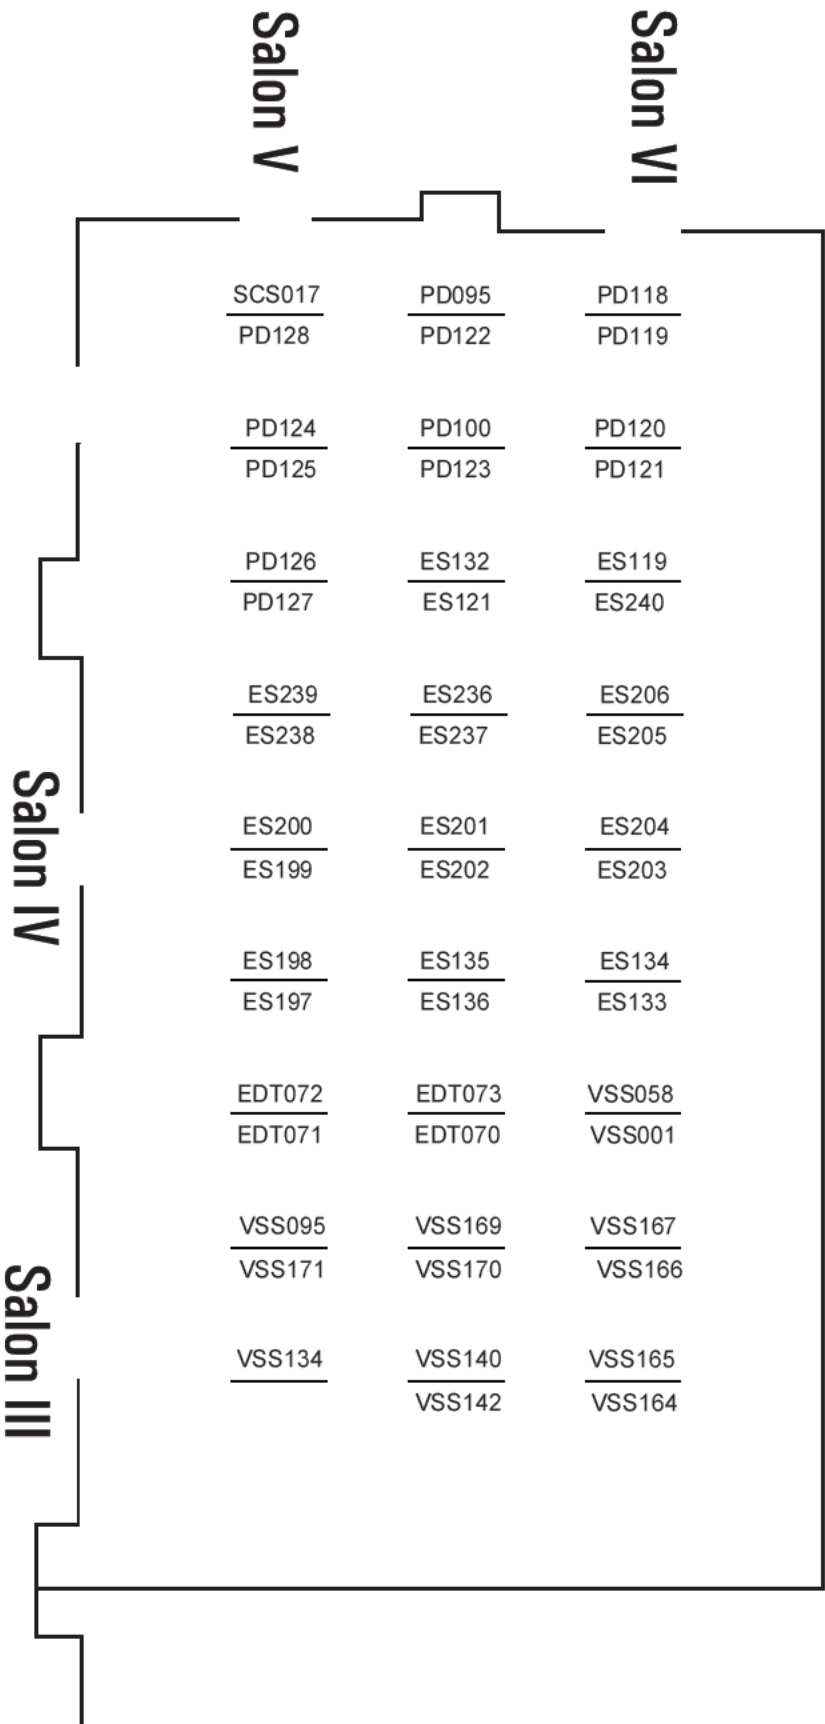 Salon V
Salon VI
SCS017 PD095 PD118
PD128 PD122 PD119
PD124 PD100 PD120
PD125 PD123 PD121
PD126 ES132 ES119
PD127 ES121 ES240
ES239 ES236 ES206
ES238 ES237 ES205
Salon IV
ES200 ES201 ES204
ES199 ES202 ES203
ES198 ES135 ES134
ES197 ES136 ES133
EDT072 EDT073 VSS058
EDT071 EDT070 VSS001
VSS095 VSS169 VSS167
VSS171 VSS170 VSS166
Salon III
VSS134 VSS140 VSS165
VSS142 VSS164